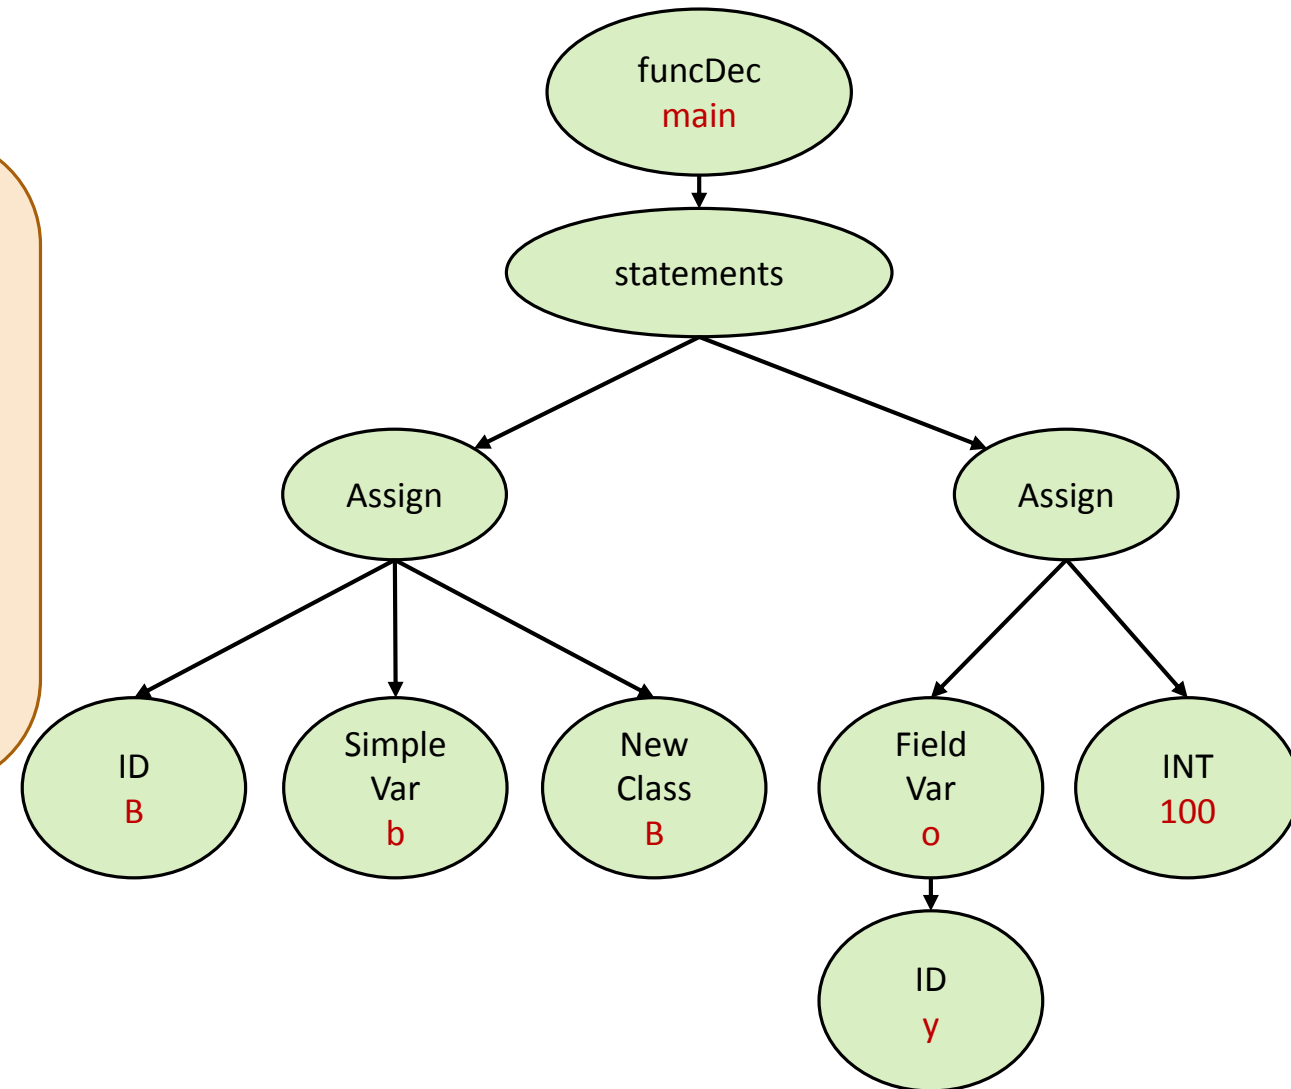 funcDec
main
statements
Assign
Assign
ID
B
Simple
Var
b
New
Class
B
Field
Var
o
INT
100
ID
y